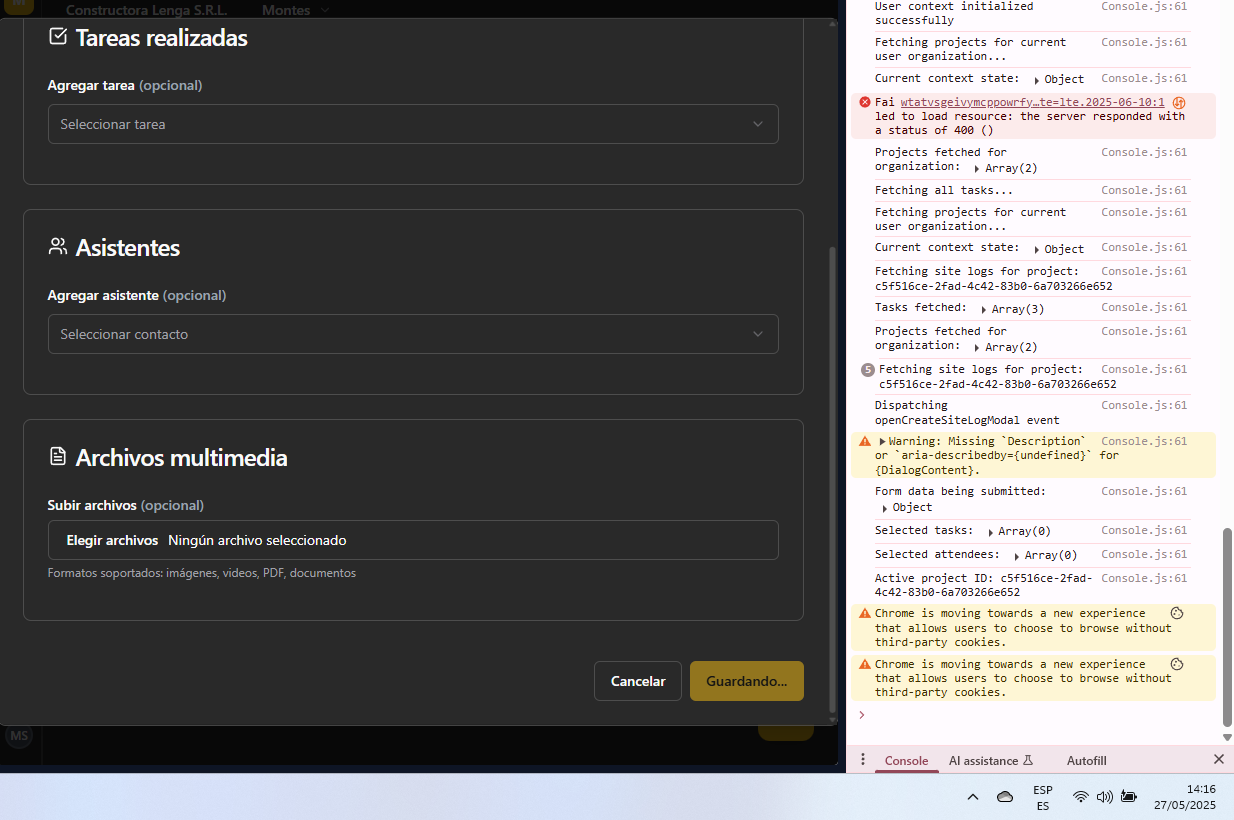 Constructora Lenga S.R.L.
Montes
Tareas realizadas
Agregar tarea (opcional)
Seleccionar tarea
Asistentes
Agregar asistente (opcional)
Seleccionar contacto
Archivos multimedia
Subir archivos (opcional)
Elegir archivos Ningún archivo seleccionado
Formatos soportados: imágenes, videos, PDF, documentos
Cancelar
Guardando...
MS
User context initialized Console.js:61
successfully
Fetching projects for current Console.js:61
user organization...
Current context state: Object Console.js:61
Fai wtatvsgeivymcppowrfy…te=lte.2025-06-10:1
led to load resource: the server responded with
a status of 400 ()
Projects fetched for Console.js:61
organization: Array(2)
Fetching all tasks... Console.js:61
Fetching projects for current Console.js:61
user organization...
Current context state: Object Console.js:61
Fetching site logs for project: Console.js:61
c5f516ce-2fad-4c42-83b0-6a703266e652
Tasks fetched: Array(3) Console.js:61
Projects fetched for Console.js:61
organization: Array(2)
5 Fetching site logs for project: Console.js:61
c5f516ce-2fad-4c42-83b0-6a703266e652
Dispatching Console.js:61
openCreateSiteLogModal event
Warning: Missing `Description` Console.js:61
or `aria-describedby={undefined}` for
{DialogContent}.
Form data being submitted: Console.js:61
Object
Selected tasks: Array(0) Console.js:61
Selected attendees: Array(0) Console.js:61
Active project ID: c5f516ce-2fad- Console.js:61
4c42-83b0-6a703266e652
Chrome is moving towards a new experience
that allows users to choose to browse without
third-party cookies.
Chrome is moving towards a new experience
that allows users to choose to browse without
third-party cookies.
Console
AI assistance
Autofill
ESP
ES
14:16
27/05/2025